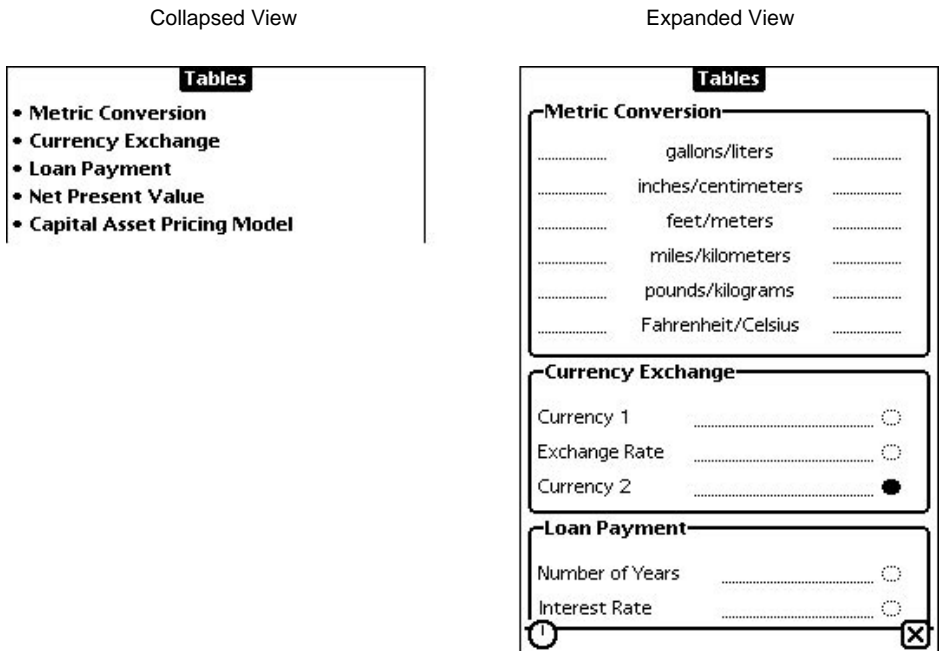 Collapsed View
Tables
• Metric Conversion
• Currency Exchange
• Loan Payment
• Net Present Value
• Capital Asset Pricing Model
Expanded View
Tables
Metric Conversion
gallons/liters
inches/centimeters
feet/meters
miles/kilometers
pounds/kilograms
Fahrenheit/Celsius
Currency Exchange
Currency 1
Exchange Rate
Currency 2
Loan Payment
Number of Years
Interest Rate